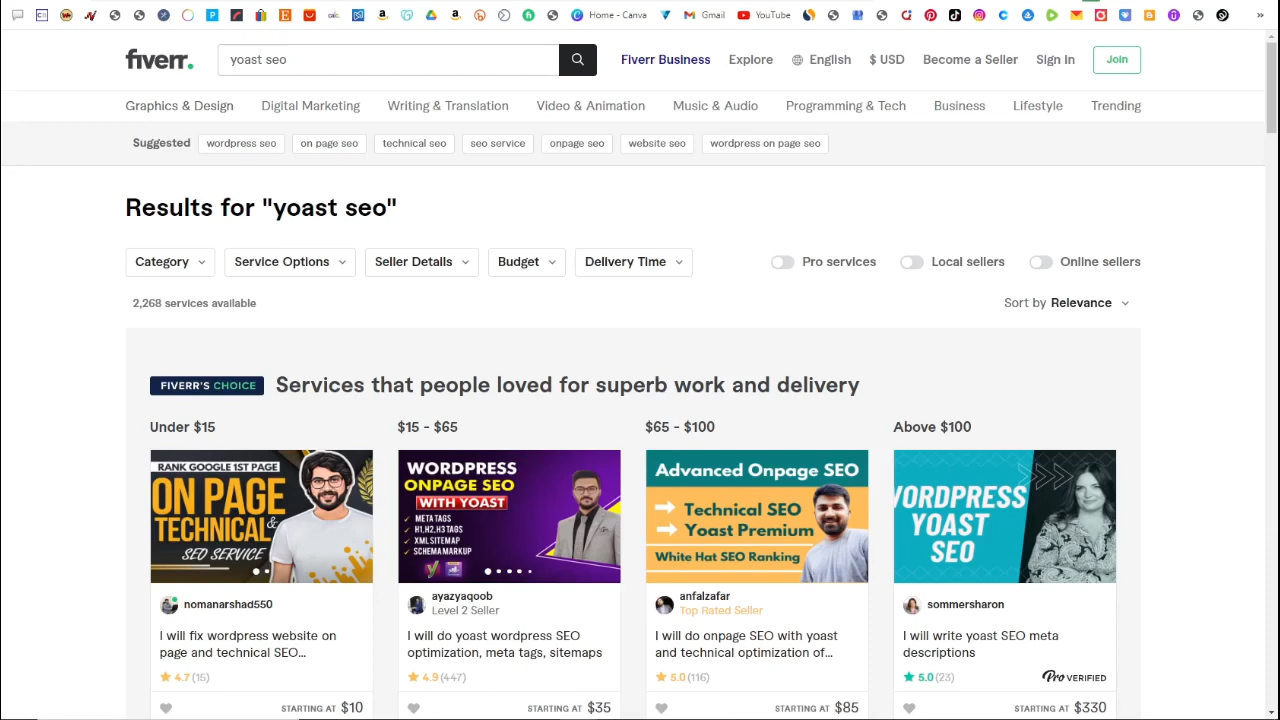 Home - Canva
Gmail
YouTube
»
fiverr.
yoast seo
Fiverr Business
Explore
English
$ USD
Become a Seller
Sign In
Join
Graphics & Design
Digital Marketing
Writing & Translation
Video & Animation
Music & Audio
Programming & Tech
Business
Lifestyle
Trending
Suggested
wordpress seo
on page seo
technical seo
seo service
onpage seo
website seo
wordpress on page seo
Results for "yoast seo"
Category
Service Options
Seller Details
Budget
Delivery Time
Pro services
Local sellers
Online sellers
2,268 services available
Sort by Relevance
FIVERR'S CHOICE
Services that people loved for superb work and delivery
Under $15
$15 - $65
$65 - $100
Above $100
RANK GOOGLE 1ST PAGE
ON PAGE
TECHNICAL &
SEO SERVICE
nomanarshad550
I will fix wordpress website on
page and technical SEO...
4.7 (15)
STARTING AT $10
WORDPRESS
ONPAGE SEO
WITH YOAST
META TAGS
H1,H2,H3 TAGS
XML SITEMAP
SCHEMA MARKUP
ayazyaqoob
Level 2 Seller
I will do yoast wordpress SEO
optimization, meta tags, sitemaps
4.9 (447)
STARTING AT $35
Advanced Onpage SEO
Technical SEO
Yoast Premium
White Hat SEO Ranking
anfalzafar
Top Rated Seller
I will do onpage SEO with yoast
and technical optimization of...
5.0 (116)
STARTING AT $85
WORDPRESS
YOAST
SEO
sommersharon
I will write yoast SEO meta
descriptions
5.0 (23)
Pro VERIFIED
STARTING AT $330